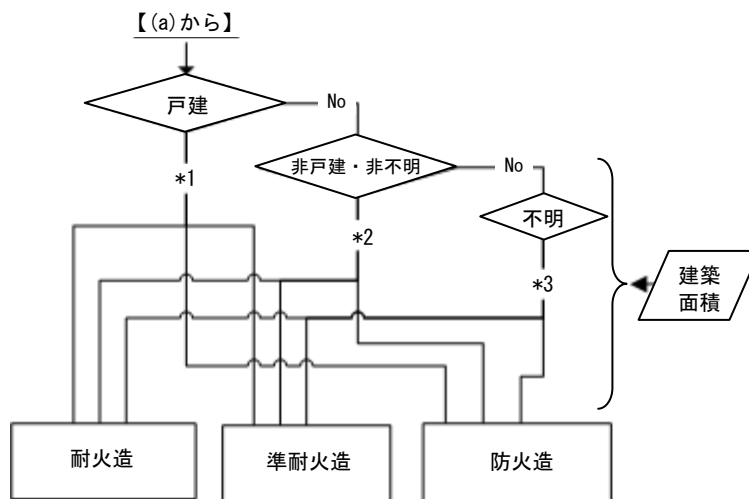 【(a)から】
戸建
No
非戸建・非不明
No
*1
不明
*2
*3
建築
面積
耐火造
準耐火造
防火造